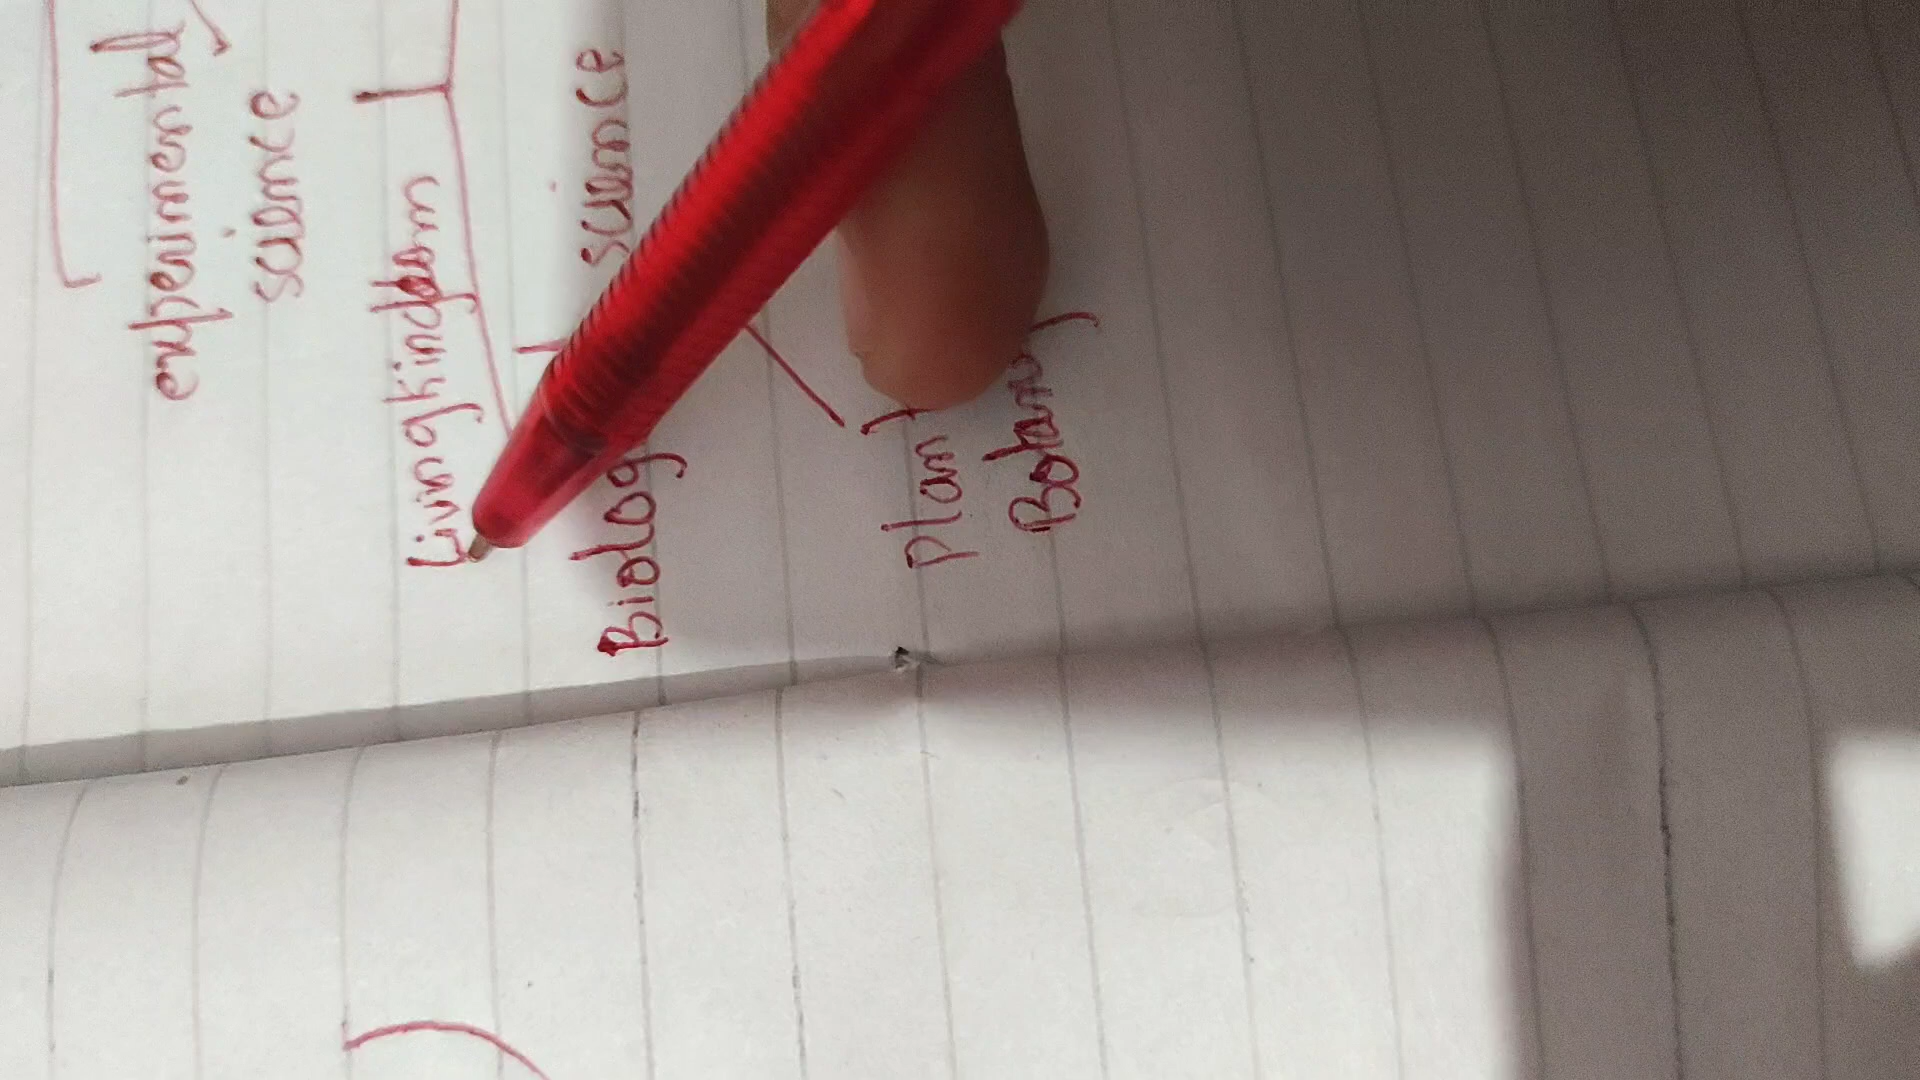 experimental
science
Living Kingdom
Biolog science
plant
Botany